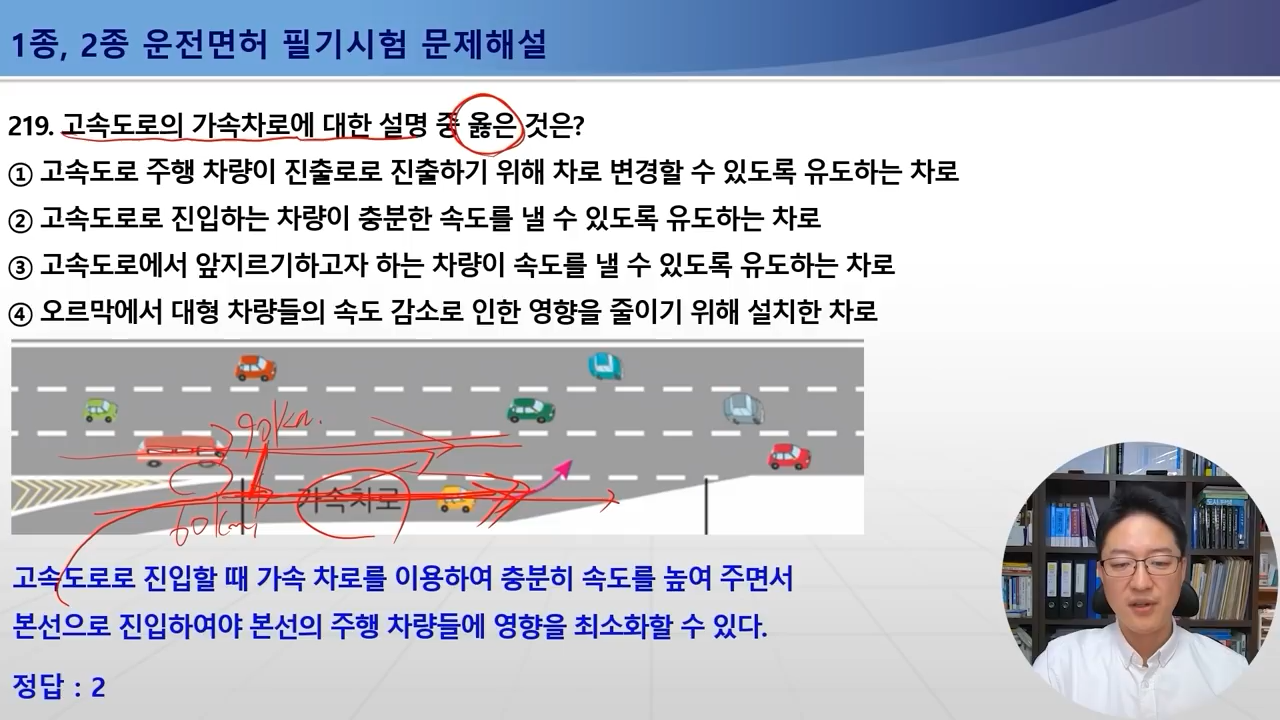 1종, 2종 운전면허 필기시험 문제해설
219. 고속도로의 가속차로에 대한 설명 중 옳은 것은?
① 고속도로 주행 차량이 진출로로 진출하기 위해 차로 변경할 수 있도록 유도하는 차로
② 고속도로로 진입하는 차량이 충분한 속도를 낼 수 있도록 유도하는 차로
③ 고속도로에서 앞지르기하고자 하는 차량이 속도를 낼 수 있도록 유도하는 차로
④ 오르막에서 대형 차량들의 속도 감소로 인한 영향을 줄이기 위해 설치한 차로
90Km.
가속차로
60Km
고속도로로 진입할 때 가속 차로를 이용하여 충분히 속도를 높여 주면서
본선으로 진입하여야 본선의 주행 차량들에 영향을 최소화할 수 있다.
정답 : 2